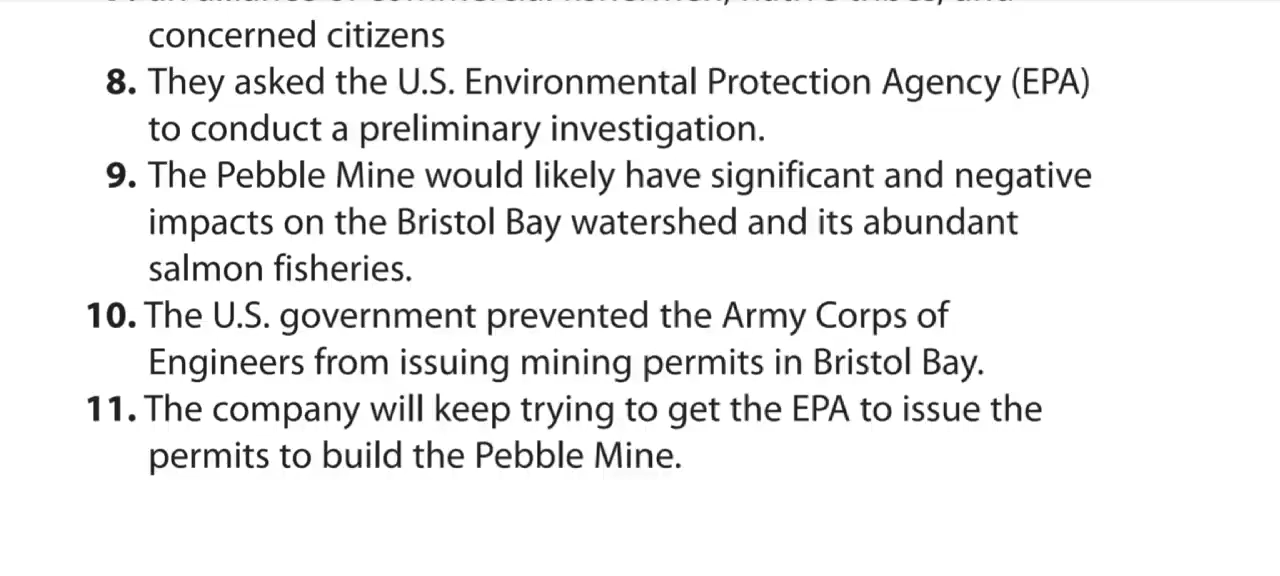 concerned citizens
8. They asked the U.S. Environmental Protection Agency (EPA)
to conduct a preliminary investigation.
9. The Pebble Mine would likely have significant and negative
impacts on the Bristol Bay watershed and its abundant
salmon fisheries.
10. The U.S. government prevented the Army Corps of
Engineers from issuing mining permits in Bristol Bay.
11. The company will keep trying to get the EPA to issue the
permits to build the Pebble Mine.